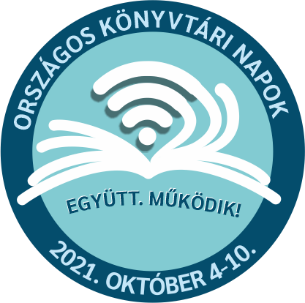 ORSZÁGOS KÖNYVTÁRI NAPOK
EGYÜTT. MŰKÖDIK!
2021. OKTÓBER 4-10.